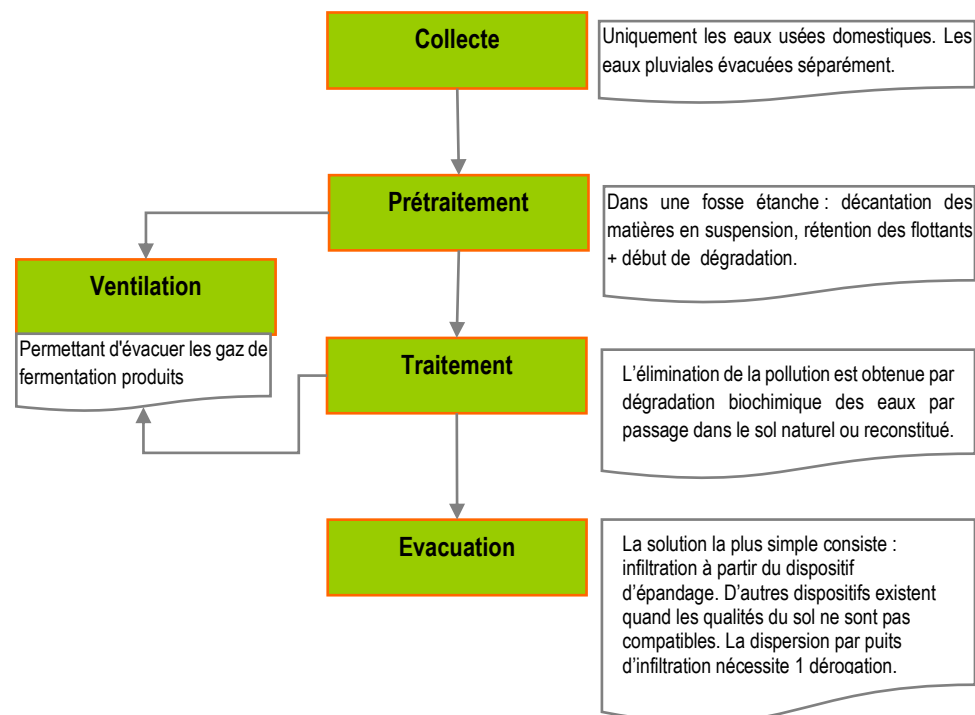 Collecte
Uniquement les eaux usées domestiques. Les
eaux pluviales évacuées séparément.
Prétraitement
Dans une fosse étanche : décantation des
matières en suspension, rétention des flottants
+ début de dégradation.
Ventilation
Permettant d'évacuer les gaz de
fermentation produits
Traitement
L'élimination de la pollution est obtenue par
dégradation biochimique des eaux par
passage dans le sol naturel ou reconstitué.
Evacuation
La solution la plus simple consiste :
infiltration à partir du dispositif
d'épandage. D'autres dispositifs existent
quand les qualités du sol ne sont pas
compatibles. La dispersion par puits
d'infiltration nécessite 1 dérogation.